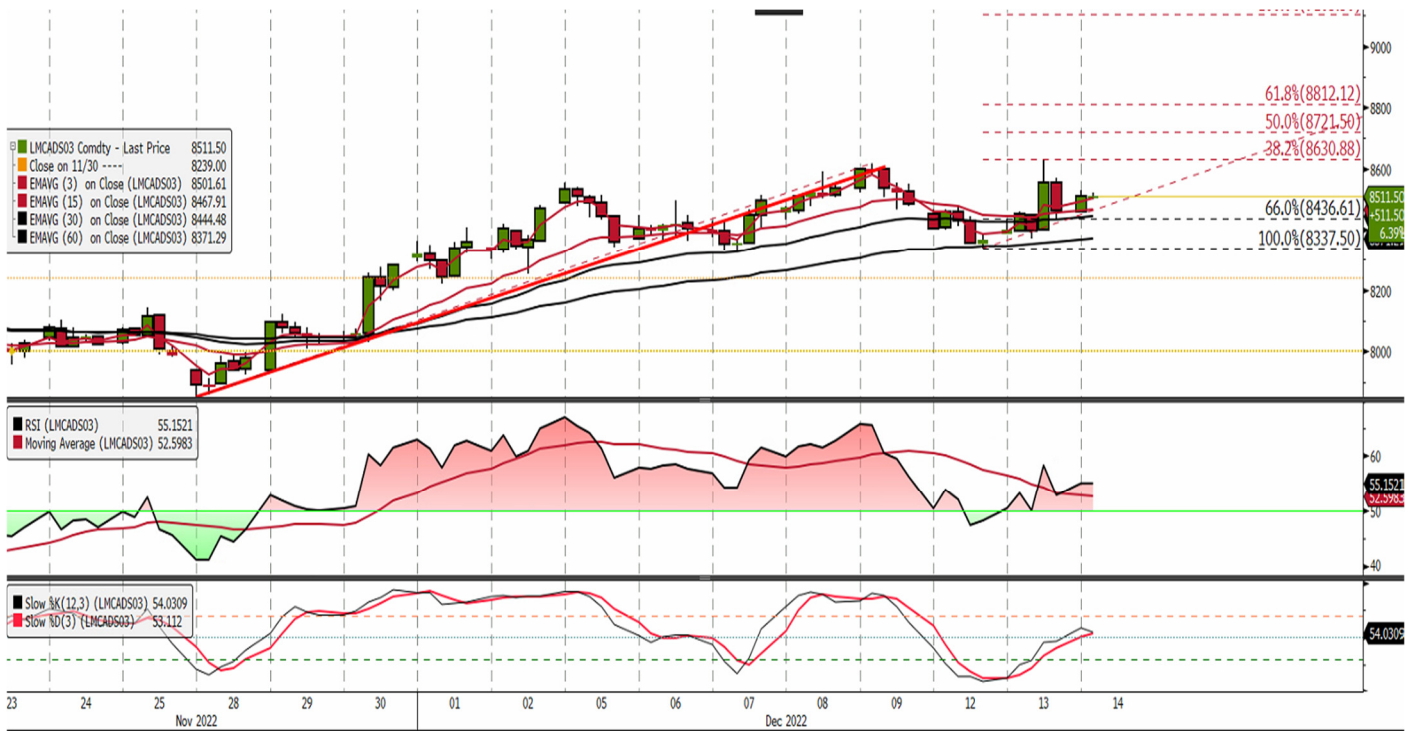 9000
61.8%(8812.12)
8800
50.0%(8721.50)
38.2%(8630.88)
8600
LMCADS03 Comdty - Last Price 8511.50
Close on 11/30 ---- 8239.00
EMAVG (3) on Close (LMCADS03) 8501.61
EMAVG (15) on Close (LMCADS03) 8467.91
EMAVG (30) on Close (LMCADS03) 8444.48
EMAVG (60) on Close (LMCADS03) 8371.29
8511.50
+511.50
6.39%
66.0%(8436.61)
100.0%(8337.50)
8200
8000
RSI (LMCADS03) 55.1521
Moving Average (LMCADS03) 52.5983
60
55.1521
52.5983
50
40
Slow %K(12,3) (LMCADS03) 54.0309
Slow %D(3) (LMCADS03) 53.112
54.0309
23 24 25 28 29 30 01 02 05 06 07 08 09 12 13 14
Nov 2022 Dec 2022